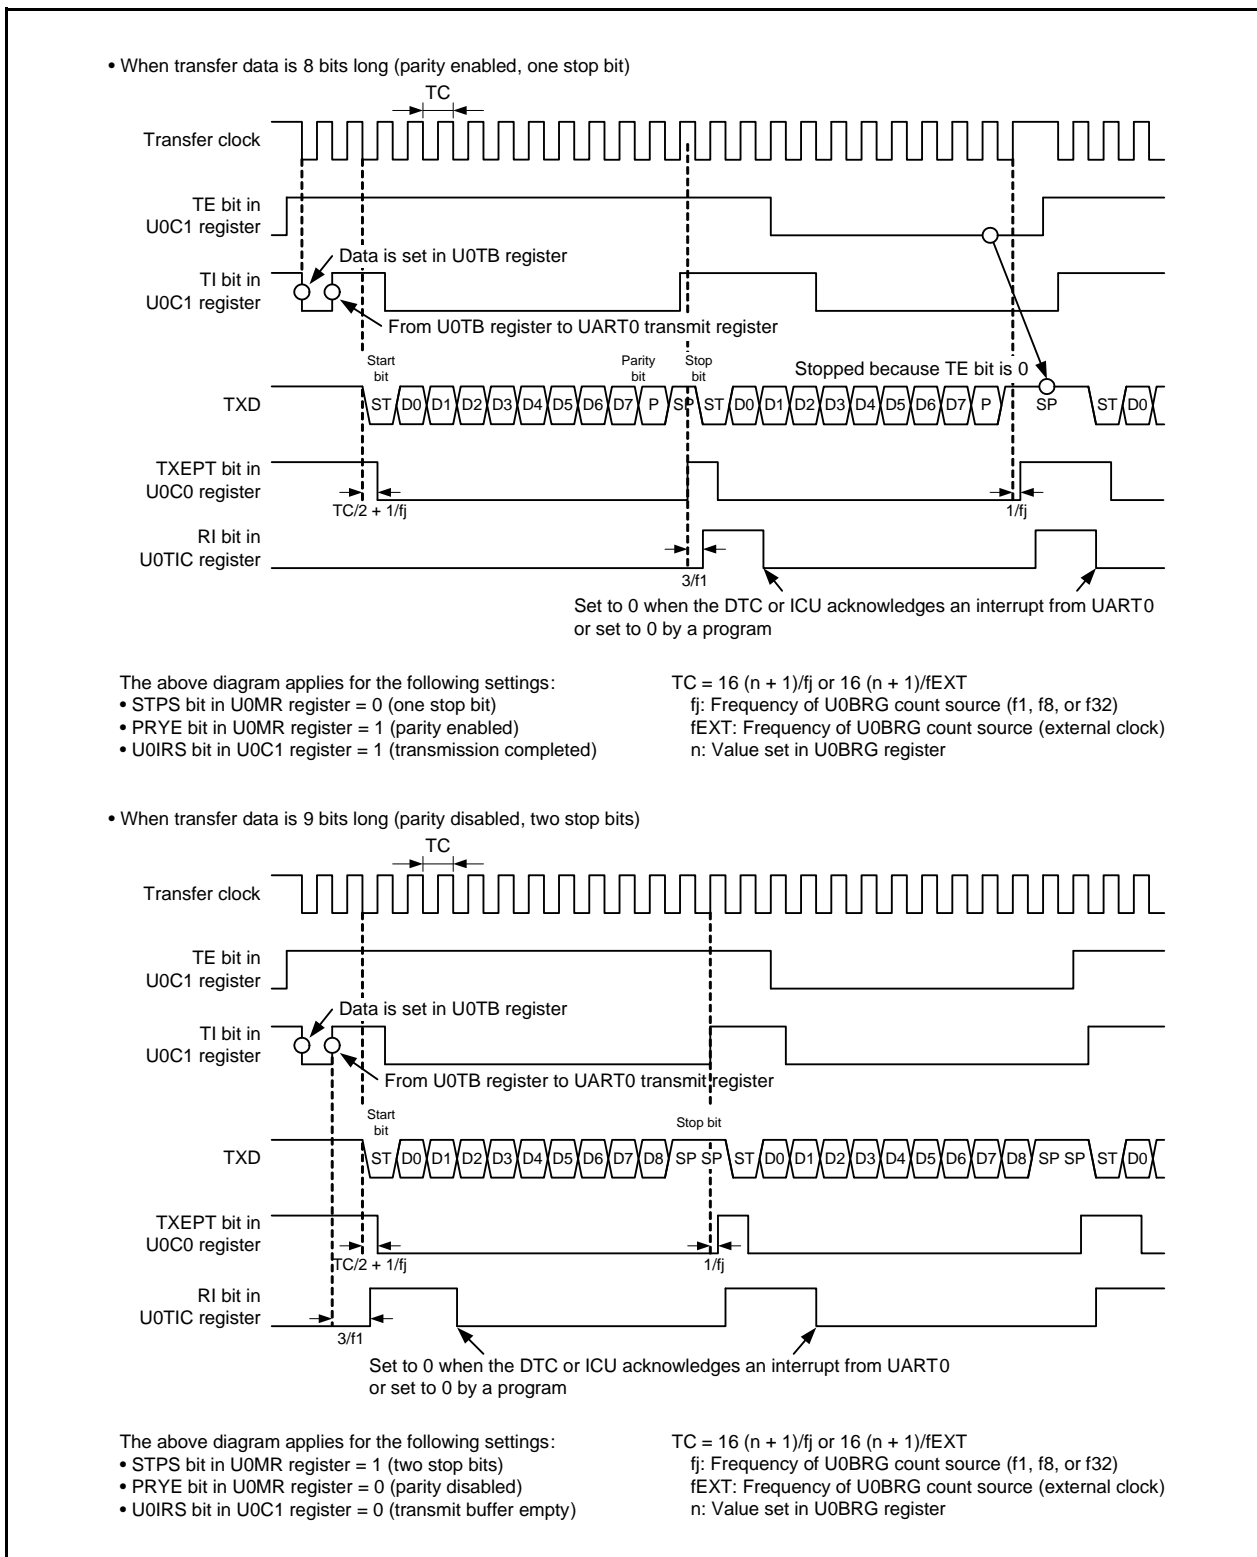 • When transfer data is 8 bits long (parity enabled, one stop bit)
TC
Transfer clock
TE bit in
U0C1 register
Data is set in U0TB register
TI bit in
U0C1 register
From U0TB register to UART0 transmit register
Start
bit
Parity
bit
Stop
bit
Stopped because TE bit is 0
TXD
ST D0 D1 D2 D3 D4 D5 D6 D7 P SP ST D0 D1 D2 D3 D4 D5 D6 D7 P SP ST D0
TXEPT bit in
U0C0 register
TC/2 + 1/fj
1/fj
RI bit in
U0TIC register
3/f1
Set to 0 when the DTC or ICU acknowledges an interrupt from UART0
or set to 0 by a program
The above diagram applies for the following settings:
• STPS bit in U0MR register = 0 (one stop bit)
• PRYE bit in U0MR register = 1 (parity enabled)
• U0IRS bit in U0C1 register = 1 (transmission completed)
TC = 16 (n + 1)/fj or 16 (n + 1)/fEXT
fj: Frequency of U0BRG count source (f1, f8, or f32)
fEXT: Frequency of U0BRG count source (external clock)
n: Value set in U0BRG register
• When transfer data is 9 bits long (parity disabled, two stop bits)
TC
Transfer clock
TE bit in
U0C1 register
Data is set in U0TB register
TI bit in
U0C1 register
From U0TB register to UART0 transmit register
Start
bit
Stop bit
TXD
ST D0 D1 D2 D3 D4 D5 D6 D7 D8 SP SP ST D0 D1 D2 D3 D4 D5 D6 D7 D8 SP SP ST D0
TXEPT bit in
U0C0 register
TC/2 + 1/fj
1/fj
RI bit in
U0TIC register
3/f1
Set to 0 when the DTC or ICU acknowledges an interrupt from UART0
or set to 0 by a program
The above diagram applies for the following settings:
• STPS bit in U0MR register = 1 (two stop bits)
• PRYE bit in U0MR register = 0 (parity disabled)
• U0IRS bit in U0C1 register = 0 (transmit buffer empty)
TC = 16 (n + 1)/fj or 16 (n + 1)/fEXT
fj: Frequency of U0BRG count source (f1, f8, or f32)
fEXT: Frequency of U0BRG count source (external clock)
n: Value set in U0BRG register